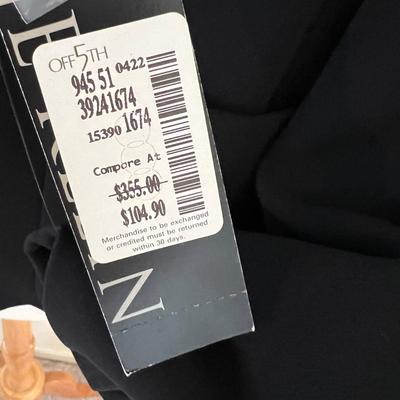 OFF5TH
945 51 0422
39241674
15390 1674
Compare At
$355.00
$104.90
Merchandise to be exchanged
or credited must be returned
within 30 days.